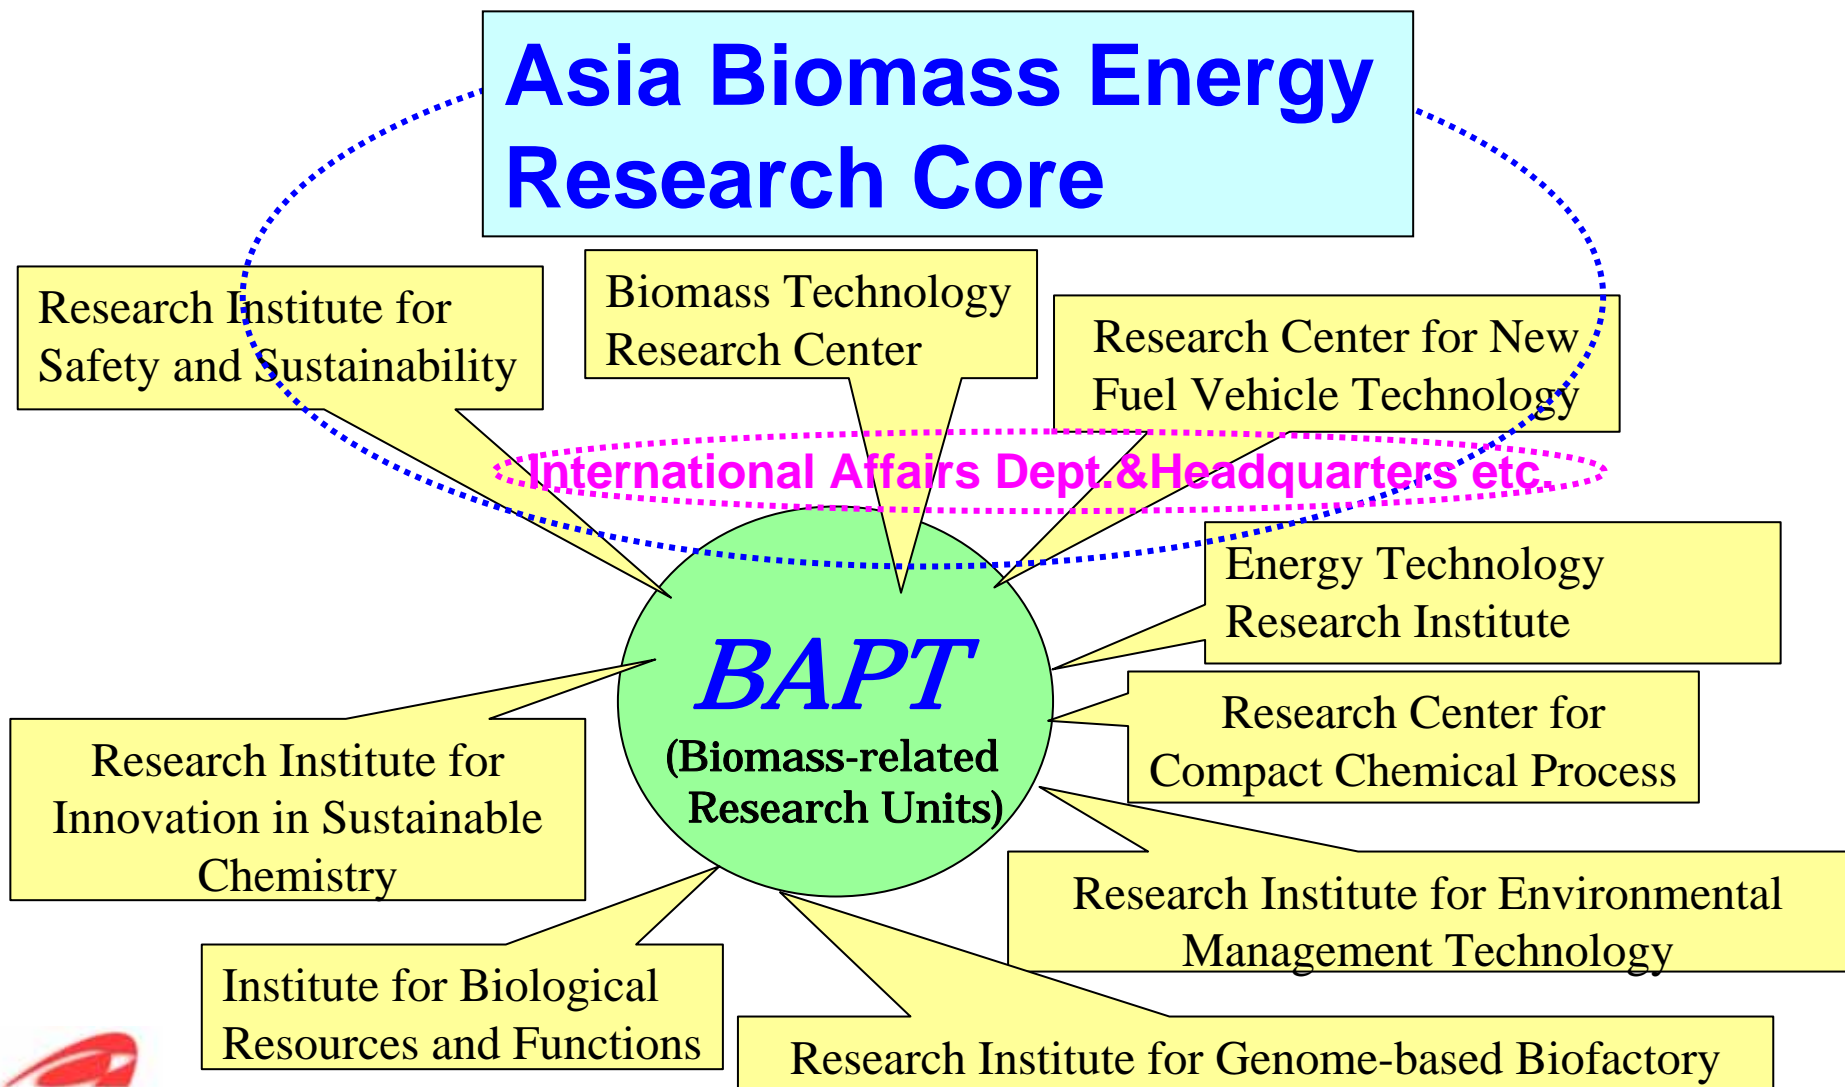 Asia Biomass Energy
Research Core
Research Institute for
Safety and Sustainability
Biomass Technology
Research Center
Research Center for New
Fuel Vehicle Technology
International Affairs Dept.&Headquarters etc.
Energy Technology
Research Institute
BAPT
(Biomass-related
Research Units)
Research Center for
Compact Chemical Process
Research Institute for
Innovation in Sustainable
Chemistry
Research Institute for Environmental
Management Technology
Institute for Biological
Resources and Functions
Research Institute for Genome-based Biofactory